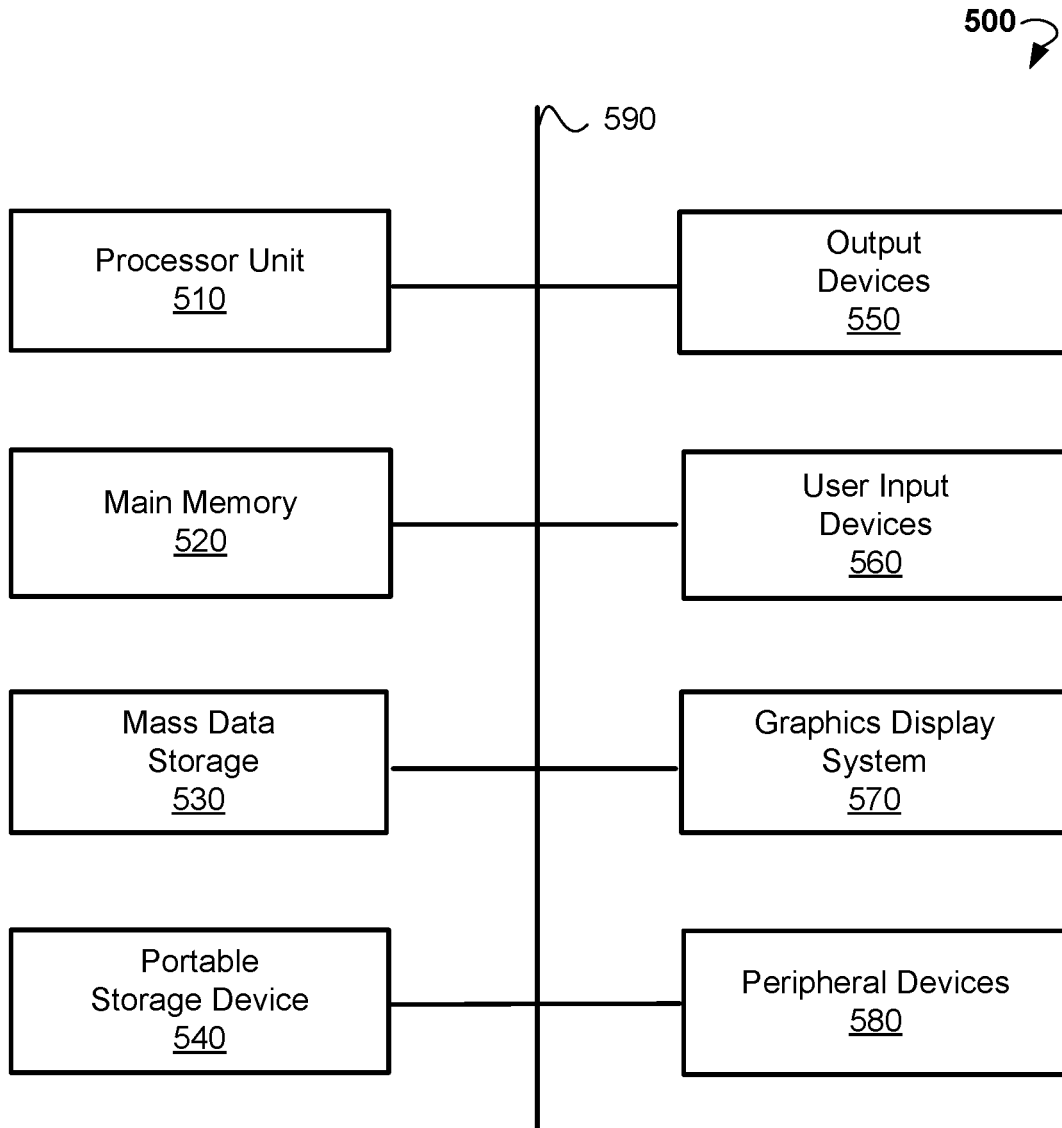 500
590
Processor Unit
510
Output
Devices
550
Main Memory
520
User Input
Devices
560
Mass Data
Storage
530
Graphics Display
System
570
Portable
Storage Device
540
Peripheral Devices
580